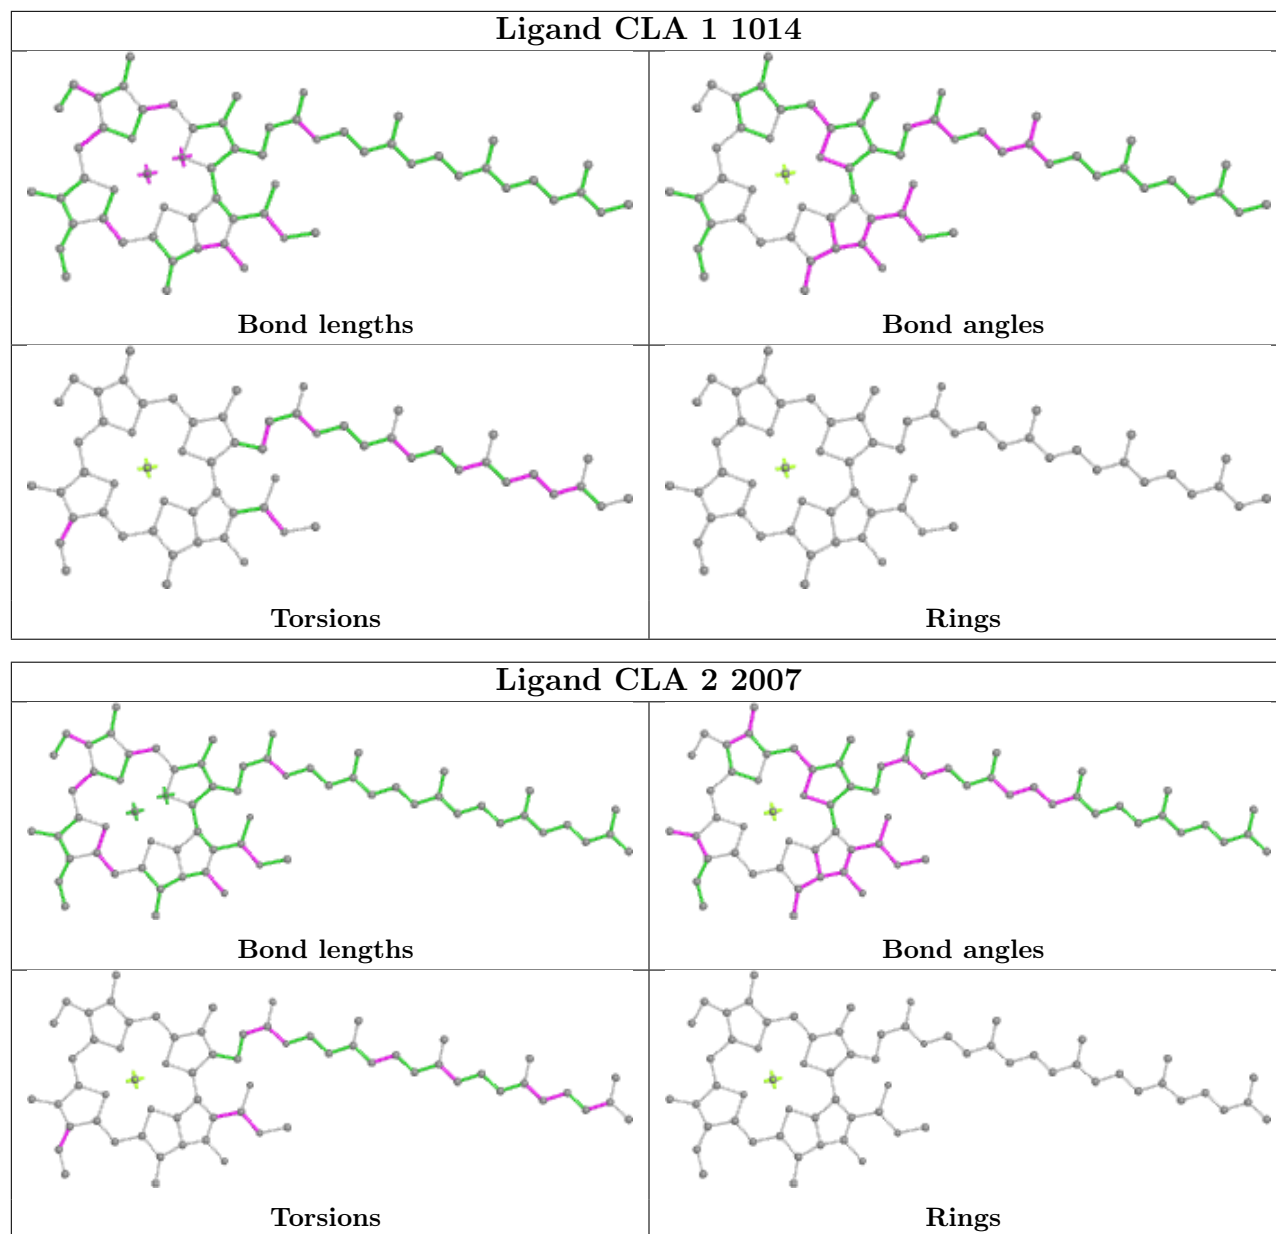 Ligand CLA 1 1014
Bond lengths
Bond angles
Torsions
Rings
Ligand CLA 2 2007
Bond lengths
Bond angles
Torsions
Rings